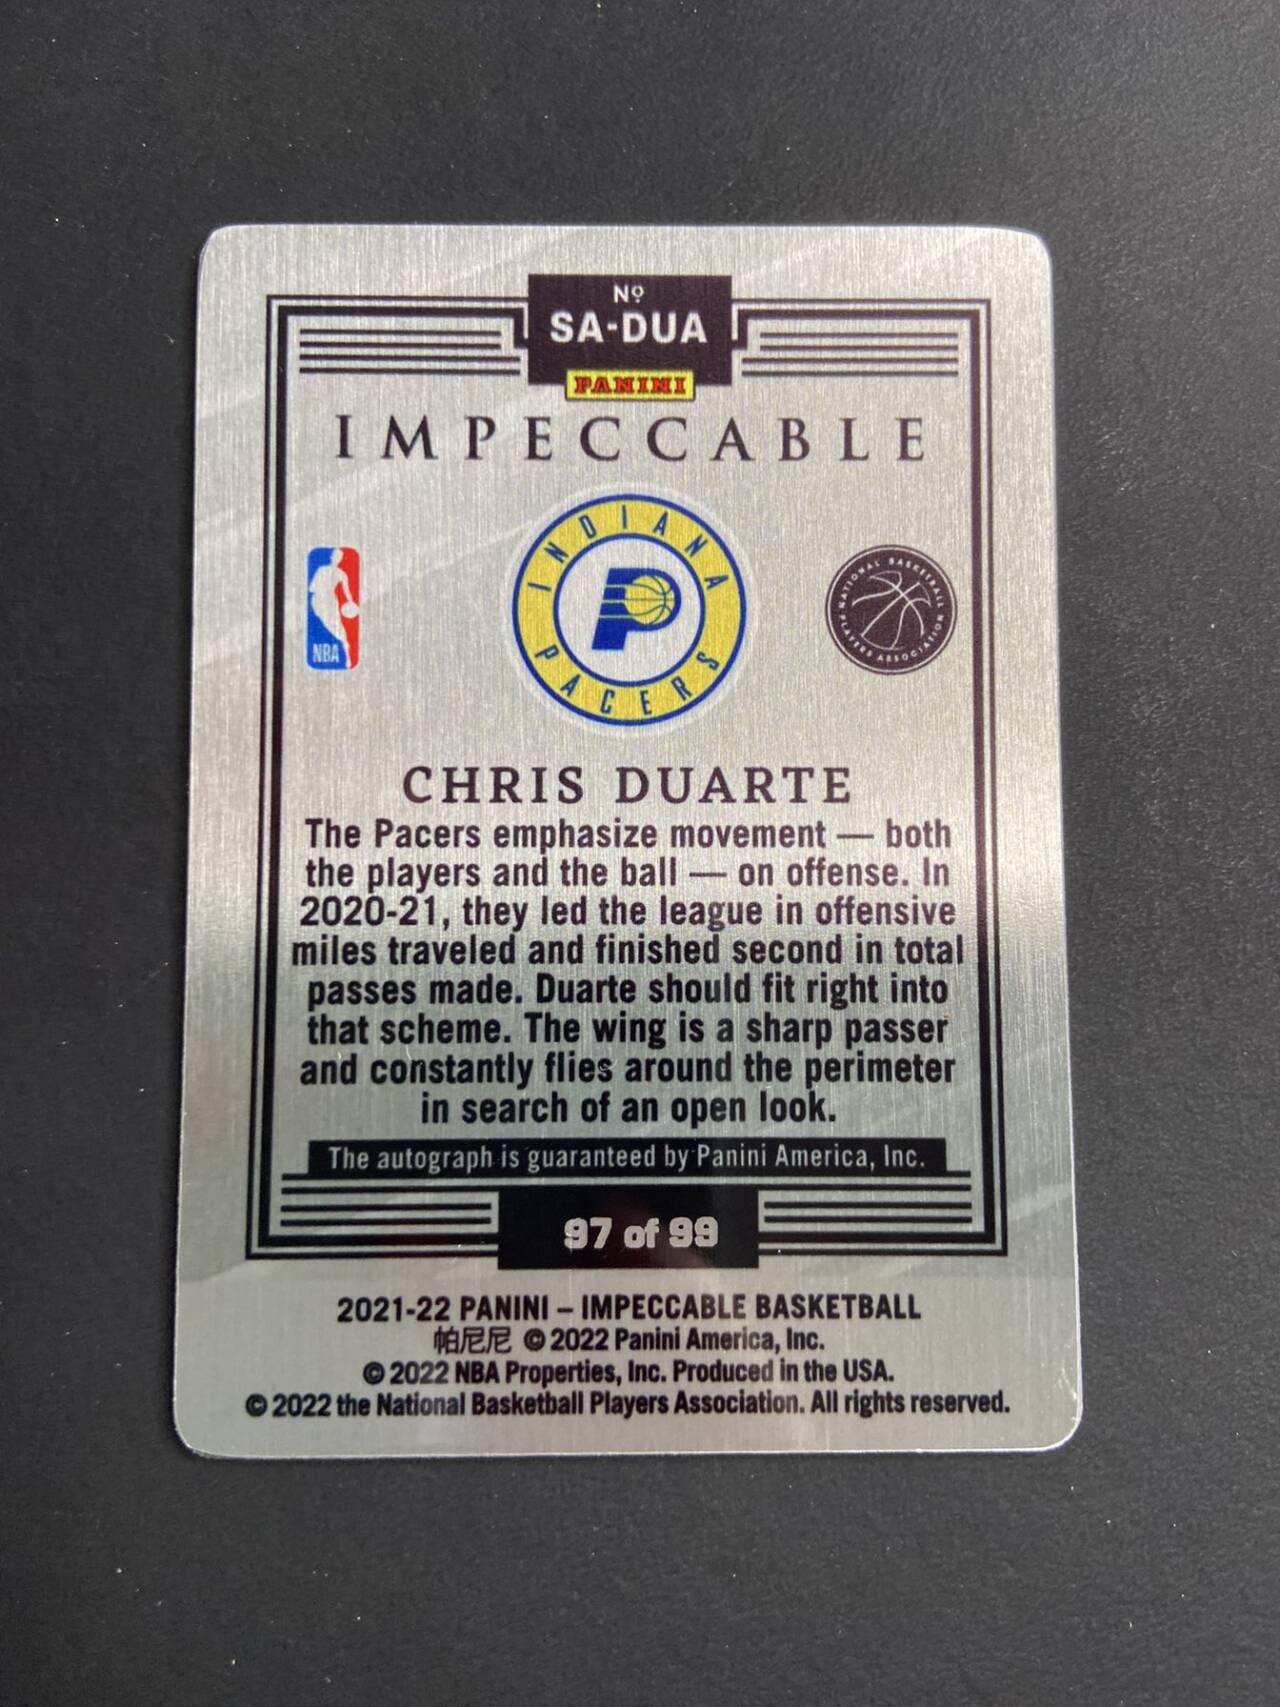 Nº
SA-DUA
PANINI
IMPECCABLE
INDIANA
PACERS
NBA
NATIONAL BASKETBALL
PLAYERS ASSOCIATION
CHRIS DUARTE
The Pacers emphasize movement — both
the players and the ball — on offense. In
2020-21, they led the league in offensive
miles traveled and finished second in total
passes made. Duarte should fit right into
that scheme. The wing is a sharp passer
and constantly flies around the perimeter
in search of an open look.
The autograph is guaranteed by Panini America, Inc.
97 of 99
2021-22 PANINI – IMPECCABLE BASKETBALL
帕尼尼 © 2022 Panini America, Inc.
© 2022 NBA Properties, Inc. Produced in the USA.
© 2022 the National Basketball Players Association. All rights reserved.